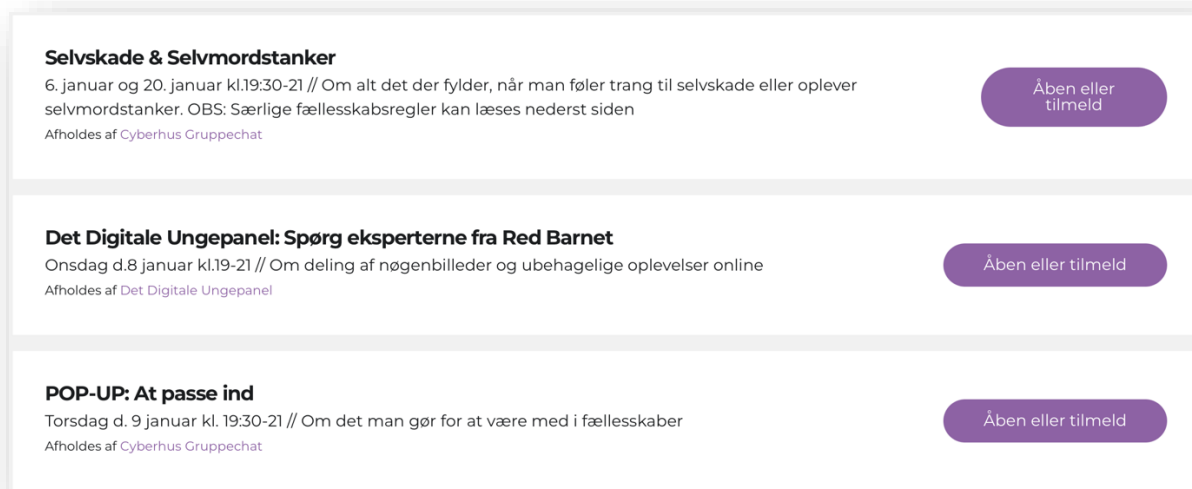 Selvskade & Selvmordstanker
6. januar og 20. januar kl.19:30-21 // Om alt det der fylder, når man føler trang til selvskade eller oplever
selvmordstanker. OBS: Særlige fællesskabsregler kan læses nederst siden
Afholdes af Cyberhus Gruppechat
Åben eller
tilmeld
Det Digitale Ungepanel: Spørg eksperterne fra Red Barnet
Onsdag d.8 januar kl.19-21 // Om deling af nøgenbilleder og ubehagelige oplevelser online
Afholdes af Det Digitale Ungepanel
Åben eller tilmeld
POP-UP: At passe ind
Torsdag d. 9 januar kl. 19:30-21 // Om det man gør for at være med i fællesskaber
Afholdes af Cyberhus Gruppechat
Åben eller tilmeld